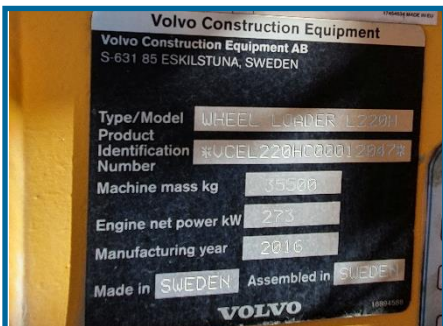 Volvo Construction Equipment
Volvo Construction Equipment AB
S-631 85 ESKILSTUNA, SWEDEN
Type/Model WHEEL LOADER L220H
Product
Identification *VCEL220HC00012047*
Number
Machine mass kg 35500
Engine net power kW 273
Manufacturing year 2016
Made in SWEDEN Assembled in SWEDEN
VOLVO